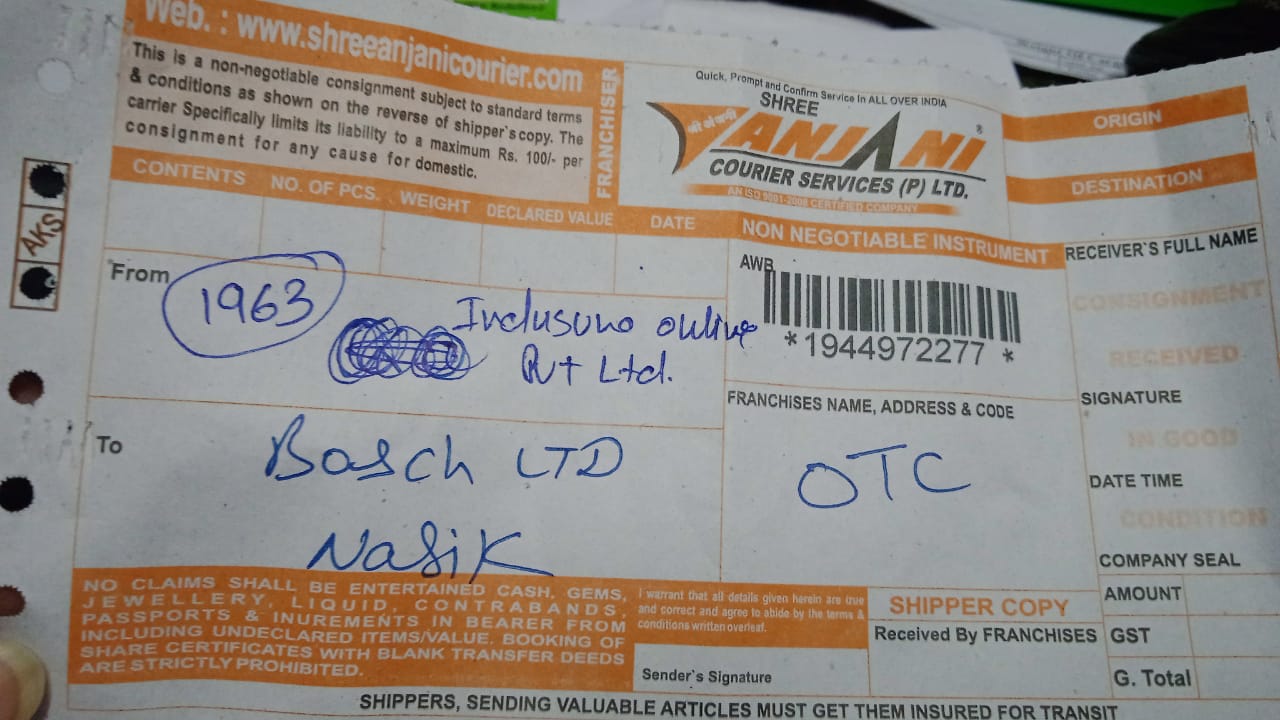 Web. : www.shreeanjanicourier.com
This is a non-negotiable consignment subject to standard terms
& conditions as shown on the reverse of shipper`s copy. The
carrier Specifically limits its liability to a maximum Rs. 100/- per
consignment for any cause for domestic.
FRANCHISER
Quick, Prompt and Confirm Service In ALL OVER INDIA
SHREE
ANJANI
®
COURIER SERVICES (P) LTD.
AN ISO 9001-2008 CERTIFIED COMPANY
ORIGIN
DESTINATION
CONTENTS NO. OF PCS. WEIGHT DECLARED VALUE DATE
NON NEGOTIABLE INSTRUMENT
RECEIVER`S FULL NAME
AKS
From
1963
Indusuno online
Pvt Ltd.
AWB
*1944972277*
CONSIGNMENT
RECEIVED
SIGNATURE
IN GOOD
DATE TIME
CONDITION
COMPANY SEAL
To
Bosch LTD
Nasik
FRANCHISES NAME, ADDRESS & CODE
OTC
NO CLAIMS SHALL BE ENTERTAINED CASH, GEMS,
JEWELLERY, LIQUID, CONTRABANDS,
PASSPORTS & INUREMENTS IN BEARER FROM
INCLUDING UNDECLARED ITEMS/VALUE. BOOKING OF
SHARE CERTIFICATES WITH BLANK TRANSFER DEEDS
ARE STRICTLY PROHIBITED.
I warrant that all details given herein are true
and correct and agree to abide by the terms &
conditions written overleaf.
Sender`s Signature
SHIPPER COPY
Received By FRANCHISES
AMOUNT
GST
G. Total
SHIPPERS, SENDING VALUABLE ARTICLES MUST GET THEM INSURED FOR TRANSIT